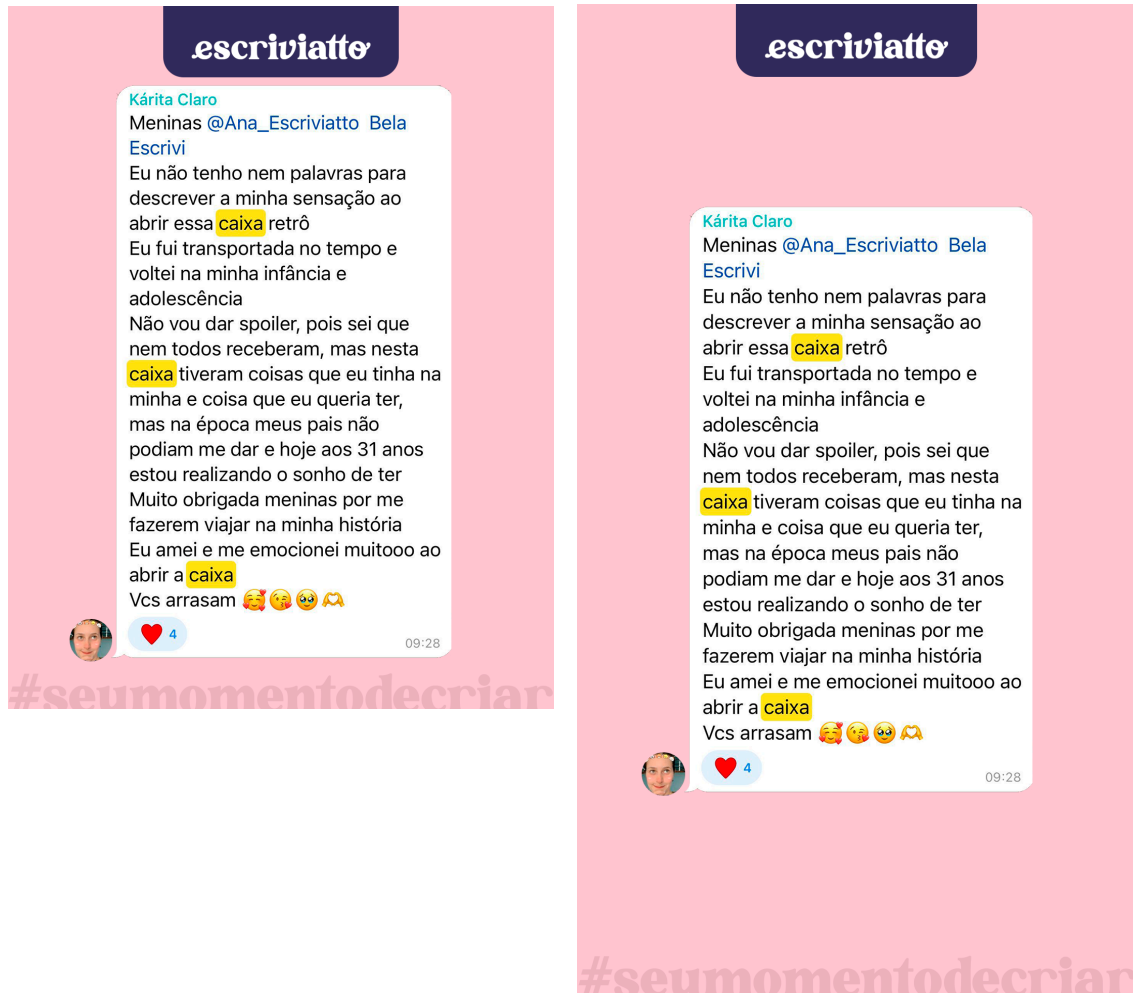 escriviatto
Kárita Claro
Meninas @Ana_Escriviatto Bela
Escrivi
Eu não tenho nem palavras para
descrever a minha sensação ao
abrir essa caixa retrô
Eu fui transportada no tempo e
voltei na minha infância e
adolescência
Não vou dar spoiler, pois sei que
nem todos receberam, mas nesta
caixa tiveram coisas que eu tinha na
minha e coisa que eu queria ter,
mas na época meus pais não
podiam me dar e hoje aos 31 anos
estou realizando o sonho de ter
Muito obrigada meninas por me
fazerem viajar na minha história
Eu amei e me emocionei muitooo ao
abrir a caixa
Vcs arrasam 🥰😘🥹🫶
❤️ 4
09:28
#seumomentodecriar
escriviatto
Kárita Claro
Meninas @Ana_Escriviatto Bela
Escrivi
Eu não tenho nem palavras para
descrever a minha sensação ao
abrir essa caixa retrô
Eu fui transportada no tempo e
voltei na minha infância e
adolescência
Não vou dar spoiler, pois sei que
nem todos receberam, mas nesta
caixa tiveram coisas que eu tinha na
minha e coisa que eu queria ter,
mas na época meus pais não
podiam me dar e hoje aos 31 anos
estou realizando o sonho de ter
Muito obrigada meninas por me
fazerem viajar na minha história
Eu amei e me emocionei muitooo ao
abrir a caixa
Vcs arrasam 🥰😘🥹🫶
❤️ 4
09:28
#seumomentodecriar